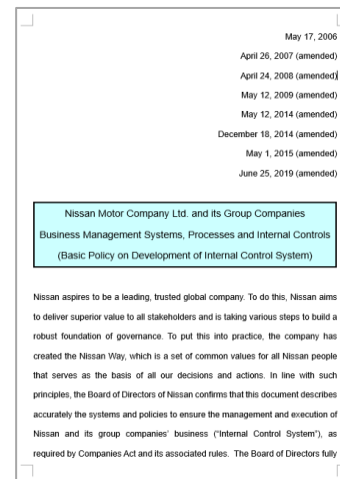 May 17, 2006
April 26, 2007 (amended)
April 24, 2008 (amended)
May 12, 2009 (amended)
May 12, 2014 (amended)
December 18, 2014 (amended)
May 1, 2015 (amended)
June 25, 2019 (amended)
Nissan Motor Company Ltd. and its Group Companies
Business Management Systems, Processes and Internal Controls
(Basic Policy on Development of Internal Control System)
Nissan aspires to be a leading, trusted global company. To do this, Nissan aims
to deliver superior value to all stakeholders and is taking various steps to build a
robust foundation of governance. To put this into practice, the company has
created the Nissan Way, which is a set of common values for all Nissan people
that serves as the basis of all our decisions and actions. In line with such
principles, the Board of Directors of Nissan confirms that this document describes
accurately the systems and policies to ensure the management and execution of
Nissan and its group companies' business ("Internal Control System"), as
required by Companies Act and its associated rules. The Board of Directors fully